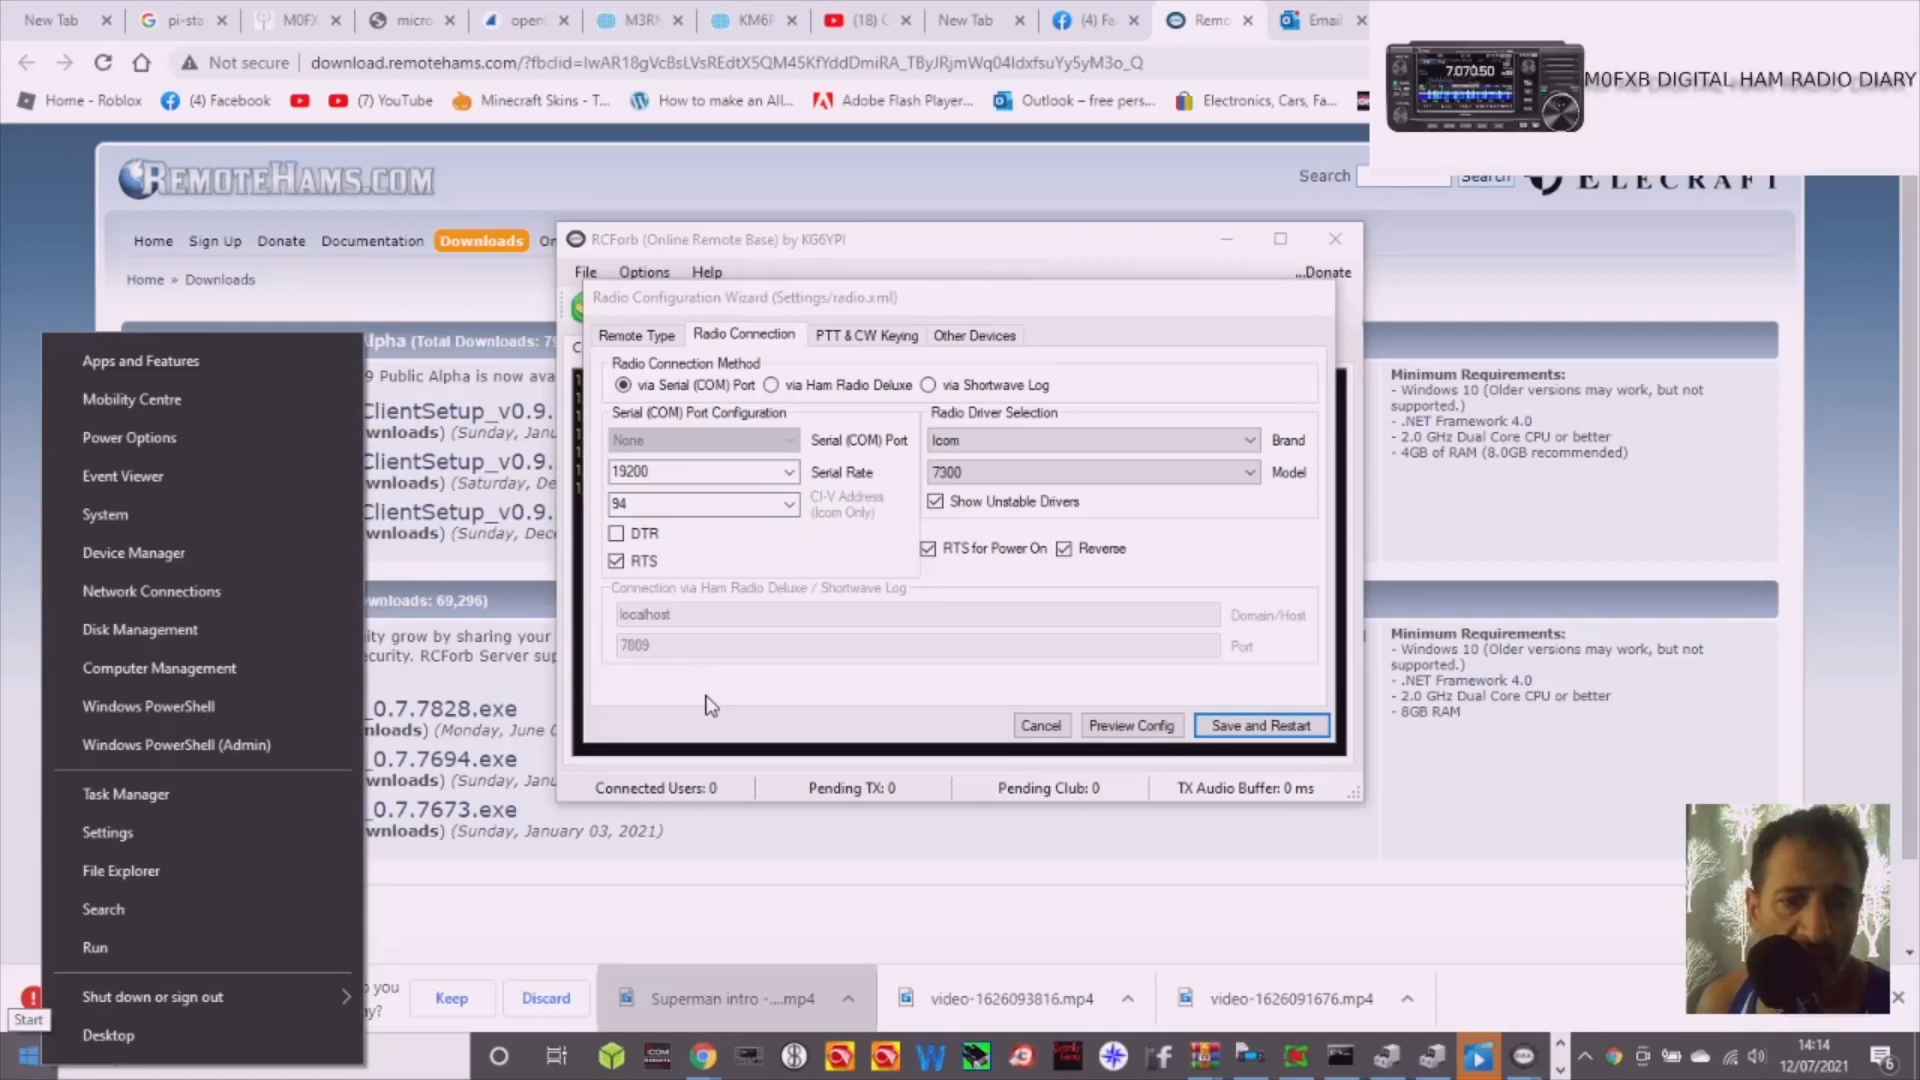 New Tab
pi-sta
M0FX
micro
open
M3RN
KM6
(18) C
New Tab
(4) Fa
Remo
Email
Not secure
download.remotehams.com/?fbclid=IwAR18gVcBsLVsREdtX5QM45KfYddDmiRA_TByJRjmWq04IdxfsuYy5yM3o_Q
Home - Roblox
(4) Facebook
(7) YouTube
Minecraft Skins - T...
How to make an All...
Adobe Flash Player...
Outlook – free pers...
Electronics, Cars, Fa...
7.070.50
M0FXB DIGITAL HAM RADIO DIARY
REMOTEHAMS.COM
Search
Search
ELECRAFT
Home
Sign Up
Donate
Documentation
Downloads
Home » Downloads
RCForb (Online Remote Base) by KG6YPI
File
Options
Help
...Donate
Radio Configuration Wizard (Settings/radio.xml)
Remote Type
Radio Connection
PTT & CW Keying
Other Devices
Radio Connection Method
via Serial (COM) Port
via Ham Radio Deluxe
via Shortwave Log
Serial (COM) Port Configuration
Radio Driver Selection
None
Serial (COM) Port
Icom
Brand
19200
Serial Rate
7300
Model
94
CI-V Address
(Icom Only)
Show Unstable Drivers
DTR
RTS
RTS for Power On
Reverse
Connection via Ham Radio Deluxe / Shortwave Log
localhost
Domain/Host
7809
Port
Cancel
Preview Config
Save and Restart
Connected Users: 0
Pending TX: 0
Pending Club: 0
TX Audio Buffer: 0 ms
lpha (Total Downloads: 79
9 Public Alpha is now ava
ClientSetup_v0.9.
wnloads) (Sunday, Janu
ClientSetup_v0.9.
wnloads) (Saturday, De
ClientSetup_v0.9.
wnloads) (Sunday, Dec
wnloads: 69,296)
ity grow by sharing your
ecurity. RCForb Server sup
_0.7.7828.exe
nloads) (Monday, June 0
_0.7.7694.exe
wnloads) (Sunday, Janu
_0.7.7673.exe
wnloads) (Sunday, January 03, 2021)
Minimum Requirements:
- Windows 10 (Older versions may work, but not
supported.)
- .NET Framework 4.0
- 2.0 GHz Dual Core CPU or better
- 4GB of RAM (8.0GB recommended)
Minimum Requirements:
- Windows 10 (Older versions may work, but not
supported.)
- .NET Framework 4.0
- 2.0 GHz Dual Core CPU or better
- 8GB RAM
Apps and Features
Mobility Centre
Power Options
Event Viewer
System
Device Manager
Network Connections
Disk Management
Computer Management
Windows PowerShell
Windows PowerShell (Admin)
Task Manager
Settings
File Explorer
Search
Run
Shut down or sign out
Desktop
Start
you
y?
Keep
Discard
Superman intro -....mp4
video-1626093816.mp4
video-1626091676.mp4
14:14
12/07/2021
6